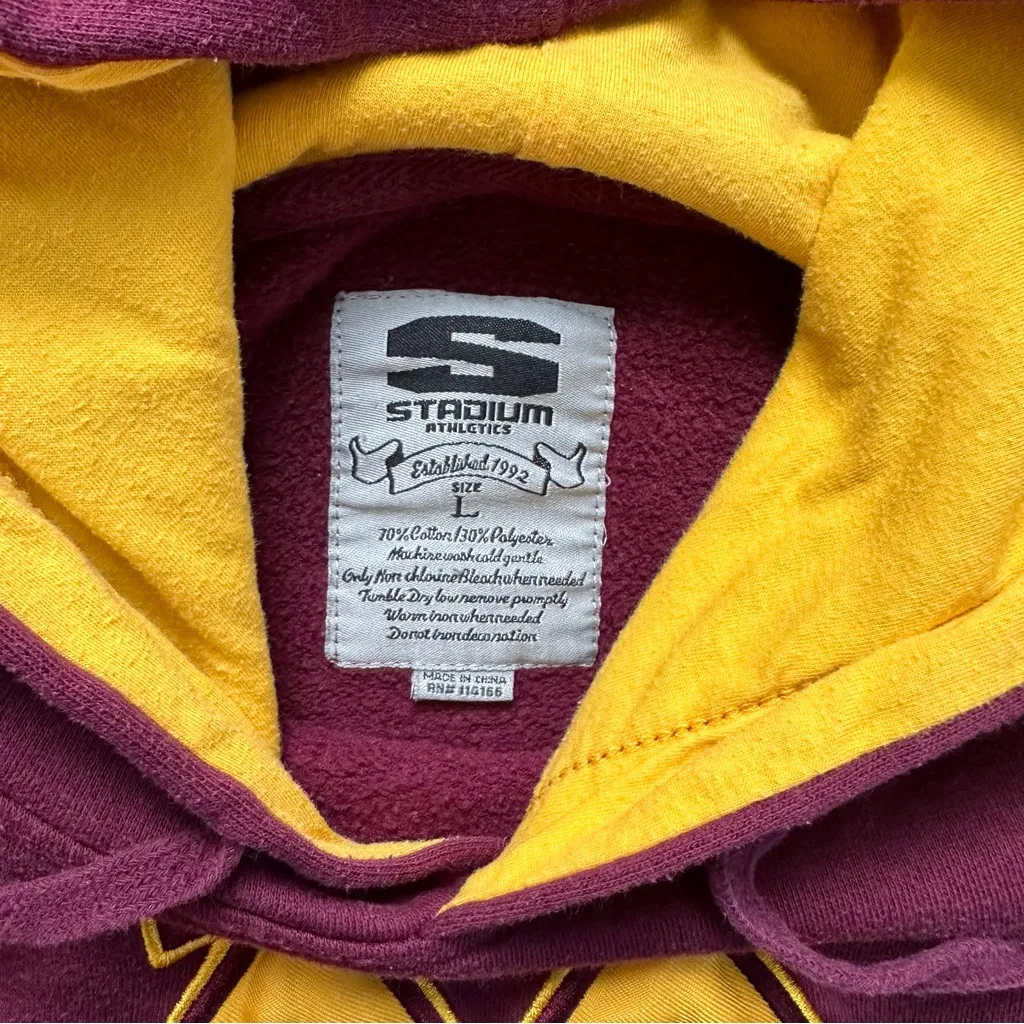 S
STADIUM
ATHLETICS
Established 1992
SIZE
L
70% Cotton/30% Polyester
Machine wash cold gentle
Only Non chlorine Bleach when needed
Tumble Dry low remove promptly
Warm iron when needed
Do not iron decoration
MADE IN CHINA
RN# 114166